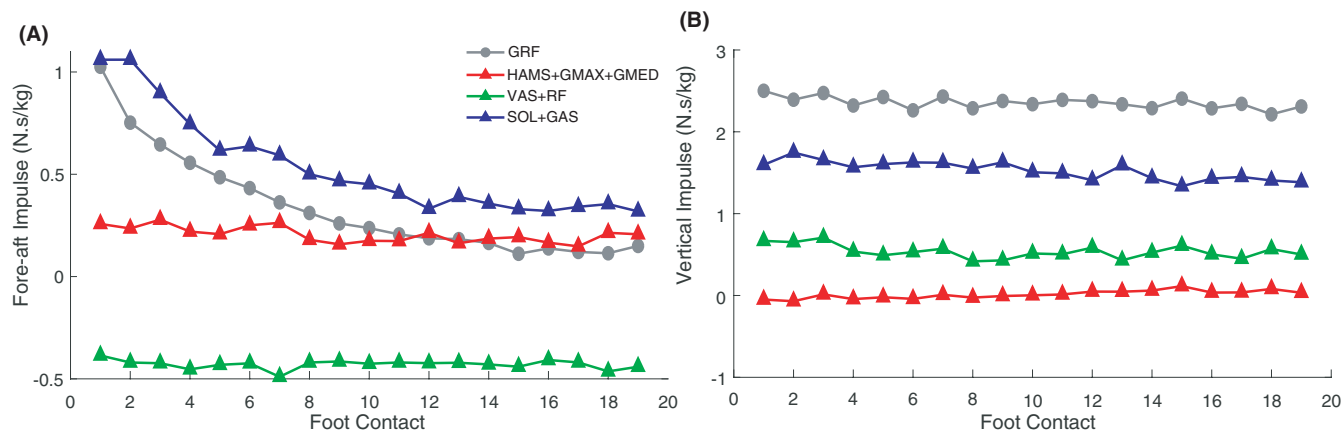 (A)
Fore-aft Impulse (N.s/kg)
1
0.5
0
-0.5
0 2 4 6 8 10 12 14 16 18 20
Foot Contact
GRF
HAMS+GMAX+GMED
VAS+RF
SOL+GAS
(B)
Vertical Impulse (N.s/kg)
3
2
1
0
-1
0 2 4 6 8 10 12 14 16 18 20
Foot Contact